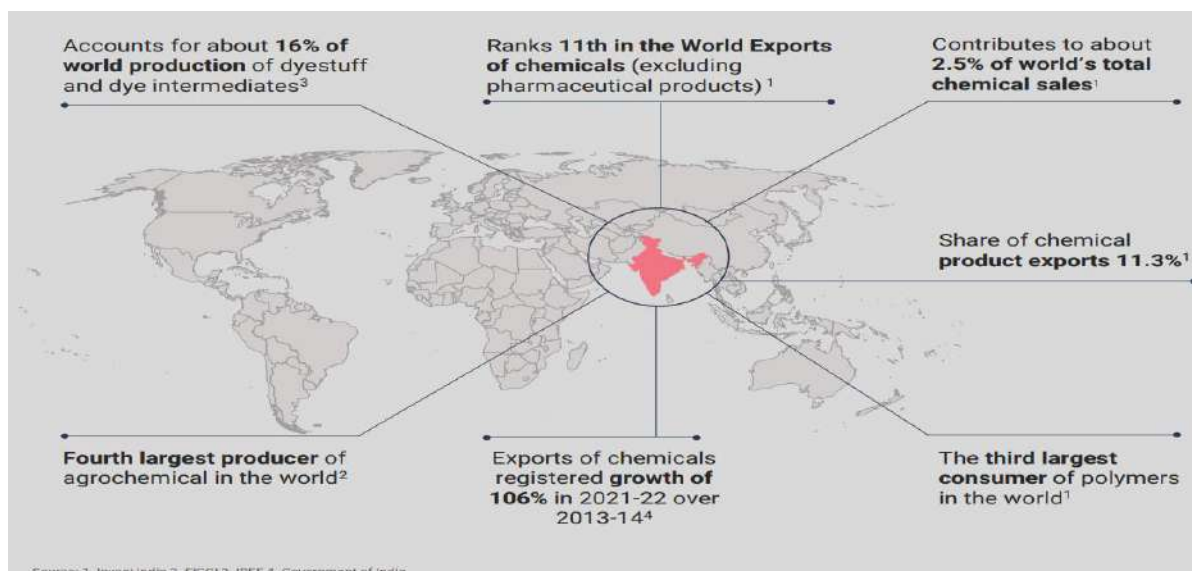 Accounts for about 16% of
world production of dyestuff
and dye intermediates³
Ranks 11th in the World Exports
of chemicals (excluding
pharmaceutical products) ¹
Contributes to about
2.5% of world's total
chemical sales¹
Share of chemical
product exports 11.3%¹
Fourth largest producer of
agrochemical in the world²
Exports of chemicals
registered growth of
106% in 2021-22 over
2013-14⁴
The third largest
consumer of polymers
in the world¹